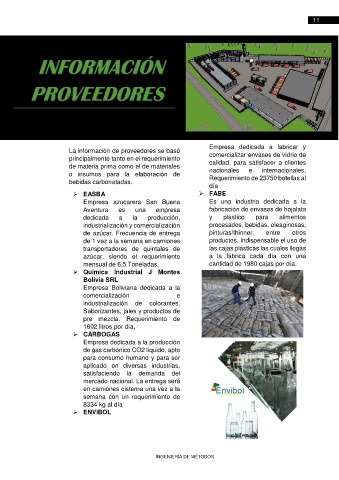 11
INFORMACIÓN
PROVEEDORES
La información de proveedores se basó
principalmente tanto en el requerimiento
de materia prima como el de materiales
o insumos para la elaboración de
bebidas carbonatadas.
➢ EASBA
Empresa azucarera San Buena
Aventura es una empresa
dedicada a la producción,
industrialización y comercialización
de azúcar. Frecuencia de entrega
de 1 vez a la semana en camiones
transportadores de quintales de
azúcar, siendo el requerimiento
mensual de 6,5 Toneladas.
➢ Química Industrial J Montes
Bolivia SRL
Empresa Boliviana dedicada a la
comercialización e
industrialización de colorantes,
Saborizantes, jales y productos de
pre mezcla. Requerimiento de
1602 litros por día.
➢ CARBOGAS
Empresa dedicada a la producción
de gas carbónico CO2 líquido, apto
para consumo humano y para ser
aplicado en diversas industrias,
satisfaciendo la demanda del
mercado nacional. La entrega será
en camiones cisterna una vez a la
semana con un requerimiento de
8334 kg al día
➢ ENVIBOL
Empresa dedicada a fabricar y
comercializar envases de vidrio de
calidad, para satisfacer a clientes
nacionales e internacionales.
Requerimiento de 23750 botellas al
día
➢ FABE
Es una industria dedicada a la
fabricación de envases de hojalata
y plástico para alimentos
procesados, bebidas, oleaginosas,
pinturas/thinner, entre otros
productos. Indispensable el uso de
las cajas plásticas las cuales llegas
a la fábrica cada día con una
cantidad de 1980 cajas por día.
Envibol
INGENIERÍA DE MÉTODOS